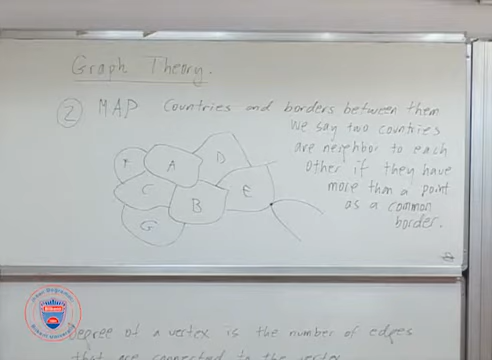 Graph Theory.
② MAP Countries and borders between them
We say two countries
are neighbor to each
other if they have
more than a point
as a common
border.
F A D
C B E
G
Degree of a vertex is the number of edges
that are connected to the vertex